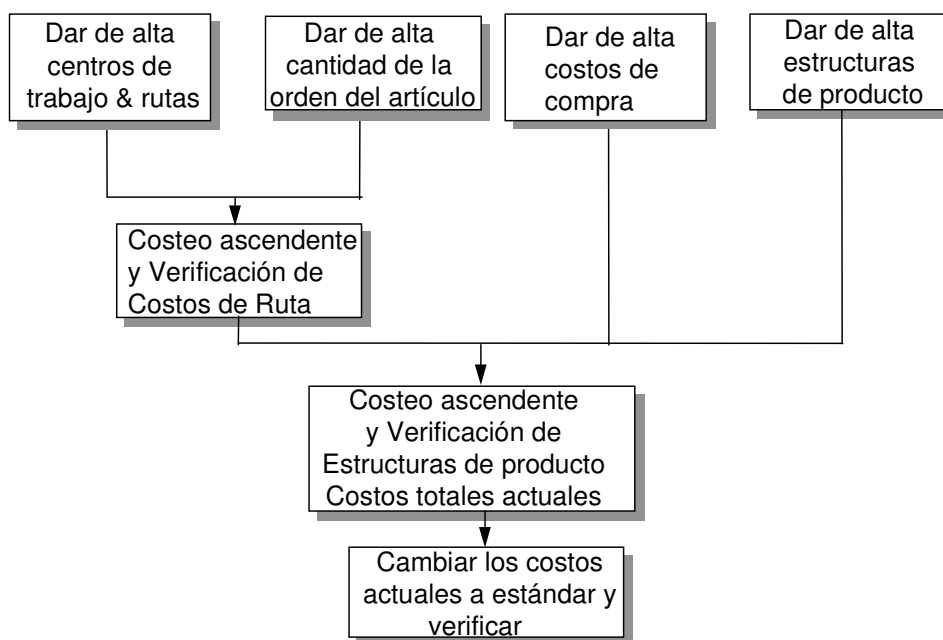 Dar de alta
centros de
trabajo & rutas
Dar de alta
cantidad de la
orden del artículo
Dar de alta
costos de
compra
Dar de alta
estructuras
de producto
Costeo ascendente
y Verificación de
Costos de Ruta
Costeo ascendente
y Verificación de
Estructuras de producto
Costos totales actuales
Cambiar los costos
actuales a estándar y
verificar